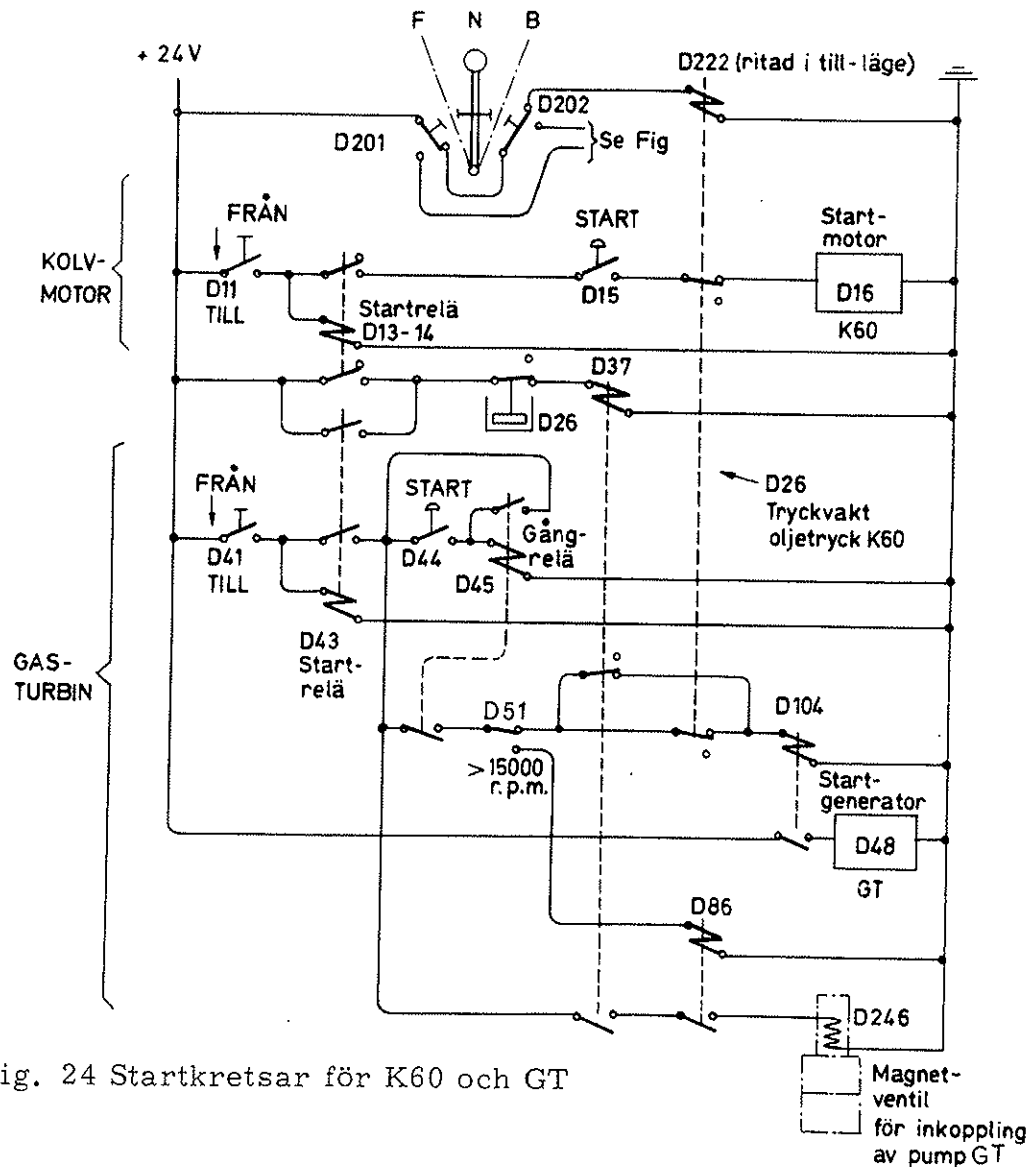 F N B
+ 24V
D222 (ritad i till-läge)
D202
D201
Se Fig
FRÅN
START
Start-
motor
KOLV-
MOTOR
D11
TILL
D15
D16
K60
Startrelä
D13-14
D37
D26
FRÅN
START
D26
Tryckvakt
oljetryck K60
Gång-
relä
D41
TILL
D44
D45
D43
Start-
relä
GAS-
TURBIN
D51
D104
> 15000
r.p.m.
Start-
generator
D48
GT
D86
D246
ig. 24 Startkretsar för K60 och GT
Magnet-
ventil
för inkoppling
av pump GT